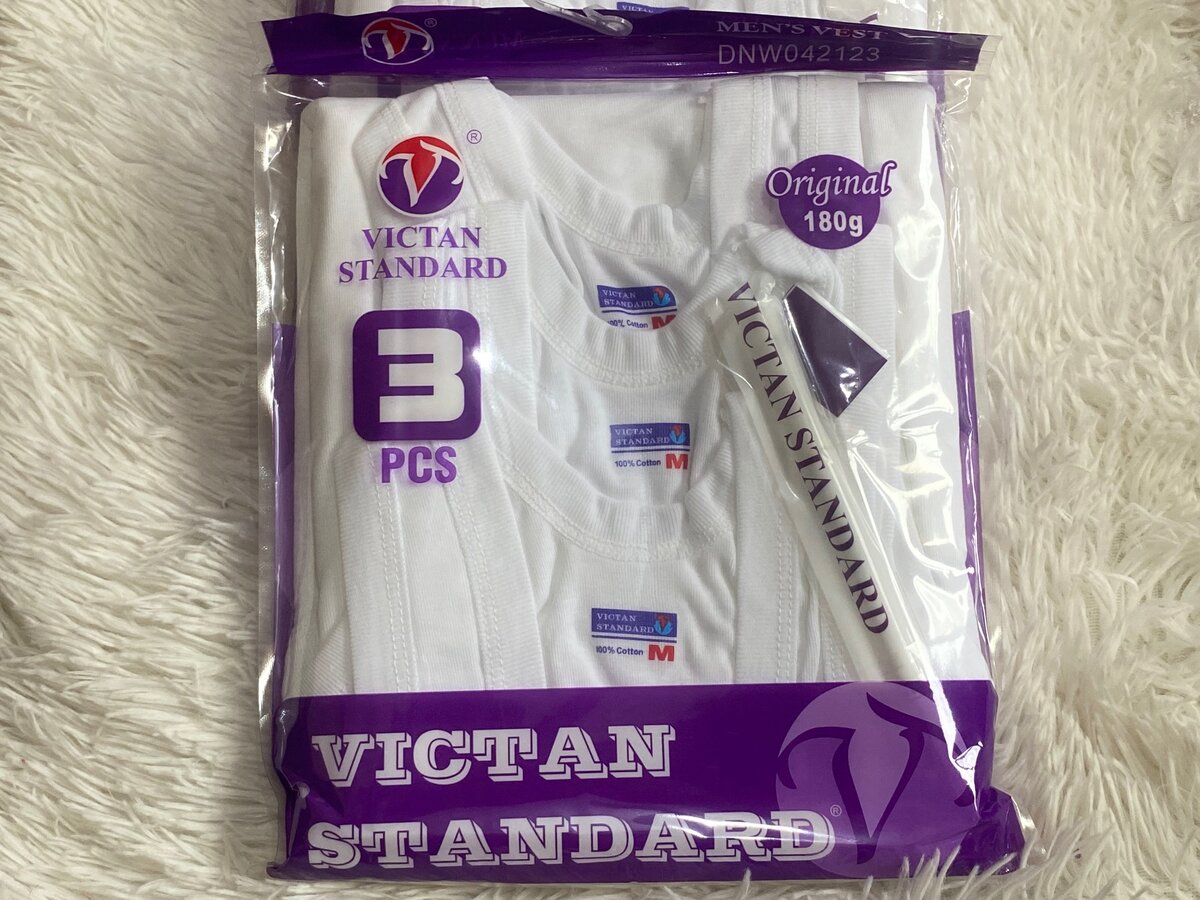 VICTAN
®
MEN'S VEST
DNW042123
®
VICTAN
STANDARD
3
PCS
Original
180g
VICTAN
STANDARD
100% Cotton M
VICTAN
STANDARD
100% Cotton M
VICTAN
STANDARD
100% Cotton M
VICTAN STANDARD
VICTAN
STANDARD®